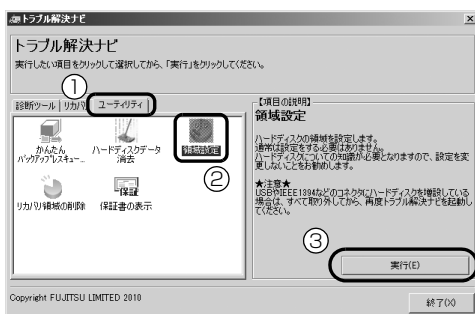 トラブル解決ナビ
トラブル解決ナビ
実行したい項目をクリックして選択してから、「実行」をクリックしてください。
①
診断ツール リカバリ ユーティリティ
かんたん
バックアップレスキュー...
ハードディスクデータ
消去
領域設定
②
リカバリ領域の削除
保証
保証書の表示
【項目の説明】
領域設定
ハードディスクの領域を設定します。
通常は設定をする必要はありません。
ハードディスクについての知識が必要となりますので、設定を変
更しないことをお勧めします。
★注意★
USBやIEEE1394などのコネクタにハードディスクを増設している
場合は、すべて取り外してから、再度トラブル解決ナビを起動し
てください。
③
実行(E)
Copyright FUJITSU LIMITED 2010
終了(X)